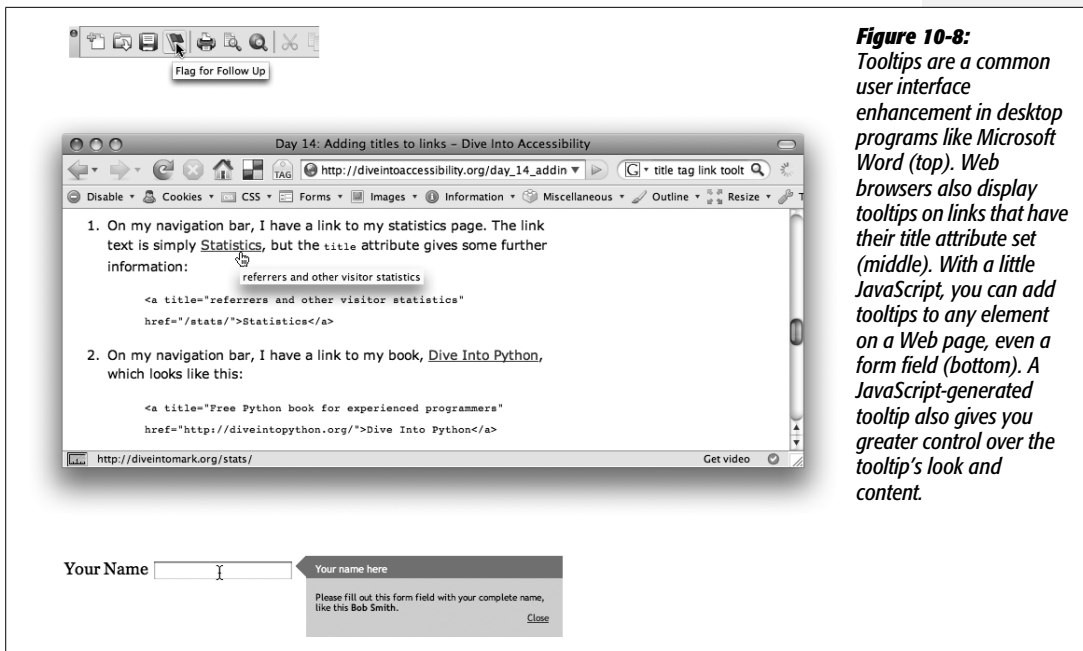 Flag for Follow Up
Day 14: Adding titles to links – Dive Into Accessibility
TAG
http://diveintoaccessibility.org/day_14_addin
G
title tag link toolt
Disable
Cookies
CSS
Forms
Images
Information
Miscellaneous
Outline
Resize
1. On my navigation bar, I have a link to my statistics page. The link
text is simply Statistics, but the title attribute gives some further
information:
referrers and other visitor statistics
<a title="referrers and other visitor statistics"
href="/stats/">Statistics</a>
2. On my navigation bar, I have a link to my book, Dive Into Python,
which looks like this:
<a title="Free Python book for experienced programmers"
href="http://diveintopython.org/">Dive Into Python</a>
http://diveintomark.org/stats/
Get video
Your Name
Your name here
Please fill out this form field with your complete name,
like this Bob Smith.
Close
Figure 10-8:
Tooltips are a common
user interface
enhancement in desktop
programs like Microsoft
Word (top). Web
browsers also display
tooltips on links that have
their title attribute set
(middle). With a little
JavaScript, you can add
tooltips to any element
on a Web page, even a
form field (bottom). A
JavaScript-generated
tooltip also gives you
greater control over the
tooltip's look and
content.